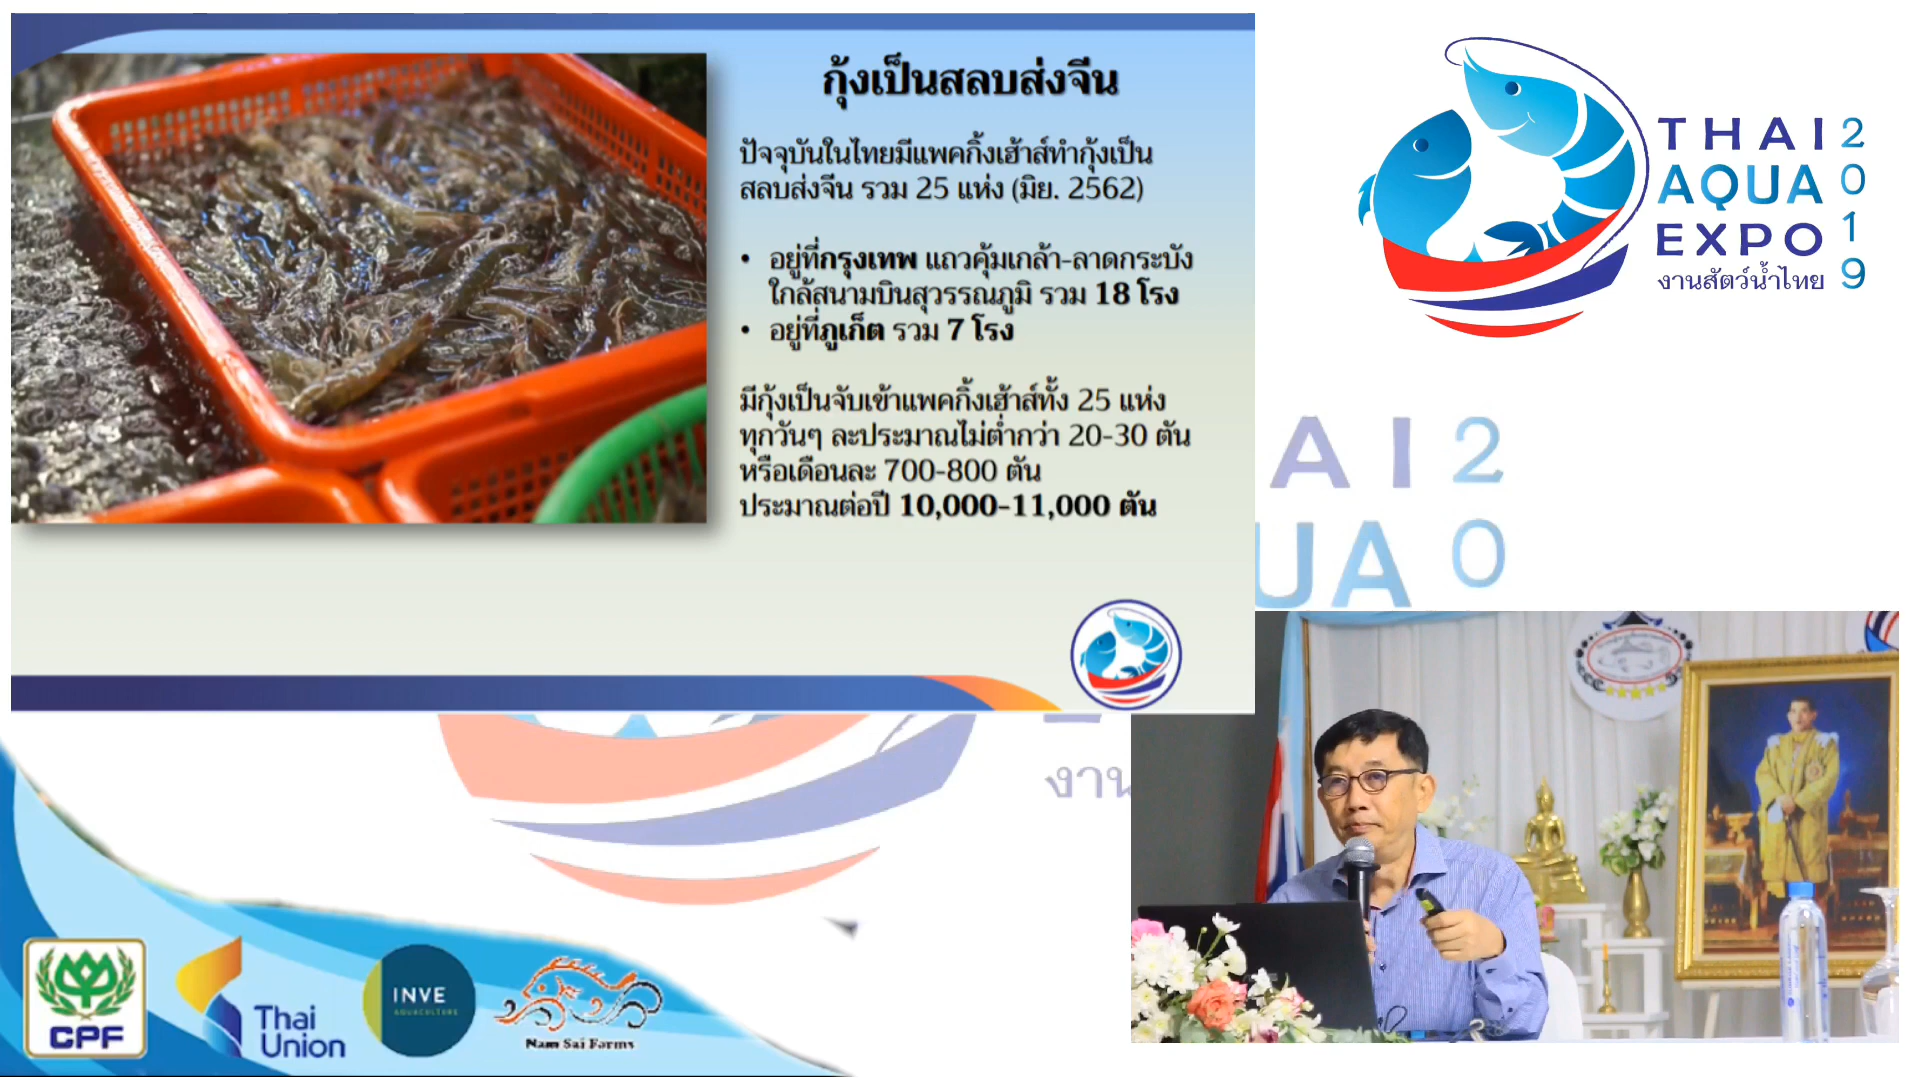 กุ้งเป็นสลบส่งจีน
ปัจจุบันในไทยมีแพคกิ้งเฮ้าส์ทำกุ้งเป็น
สลบส่งจีน รวม 25 แห่ง (มิย. 2562)
• อยู่ที่กรุงเทพ แถวคุ้มเกล้า-ลาดกระบัง
ใกล้สนามบินสุวรรณภูมิ รวม 18 โรง
• อยู่ที่ภูเก็ต รวม 7 โรง
มีกุ้งเป็นจับเข้าแพคกิ้งเฮ้าส์ทั้ง 25 แห่ง
ทุกวันๆ ละประมาณไม่ต่ำกว่า 20-30 ตัน
หรือเดือนละ 700-800 ตัน
ประมาณต่อปี 10,000-11,000 ตัน
THAI
AQUA
EXPO
2019
งานสัตว์น้ำไทย
AI 2
UA 0
งาน
CPF
Thai
Union
INVE
AQUACULTURE
Nam Sai Farms